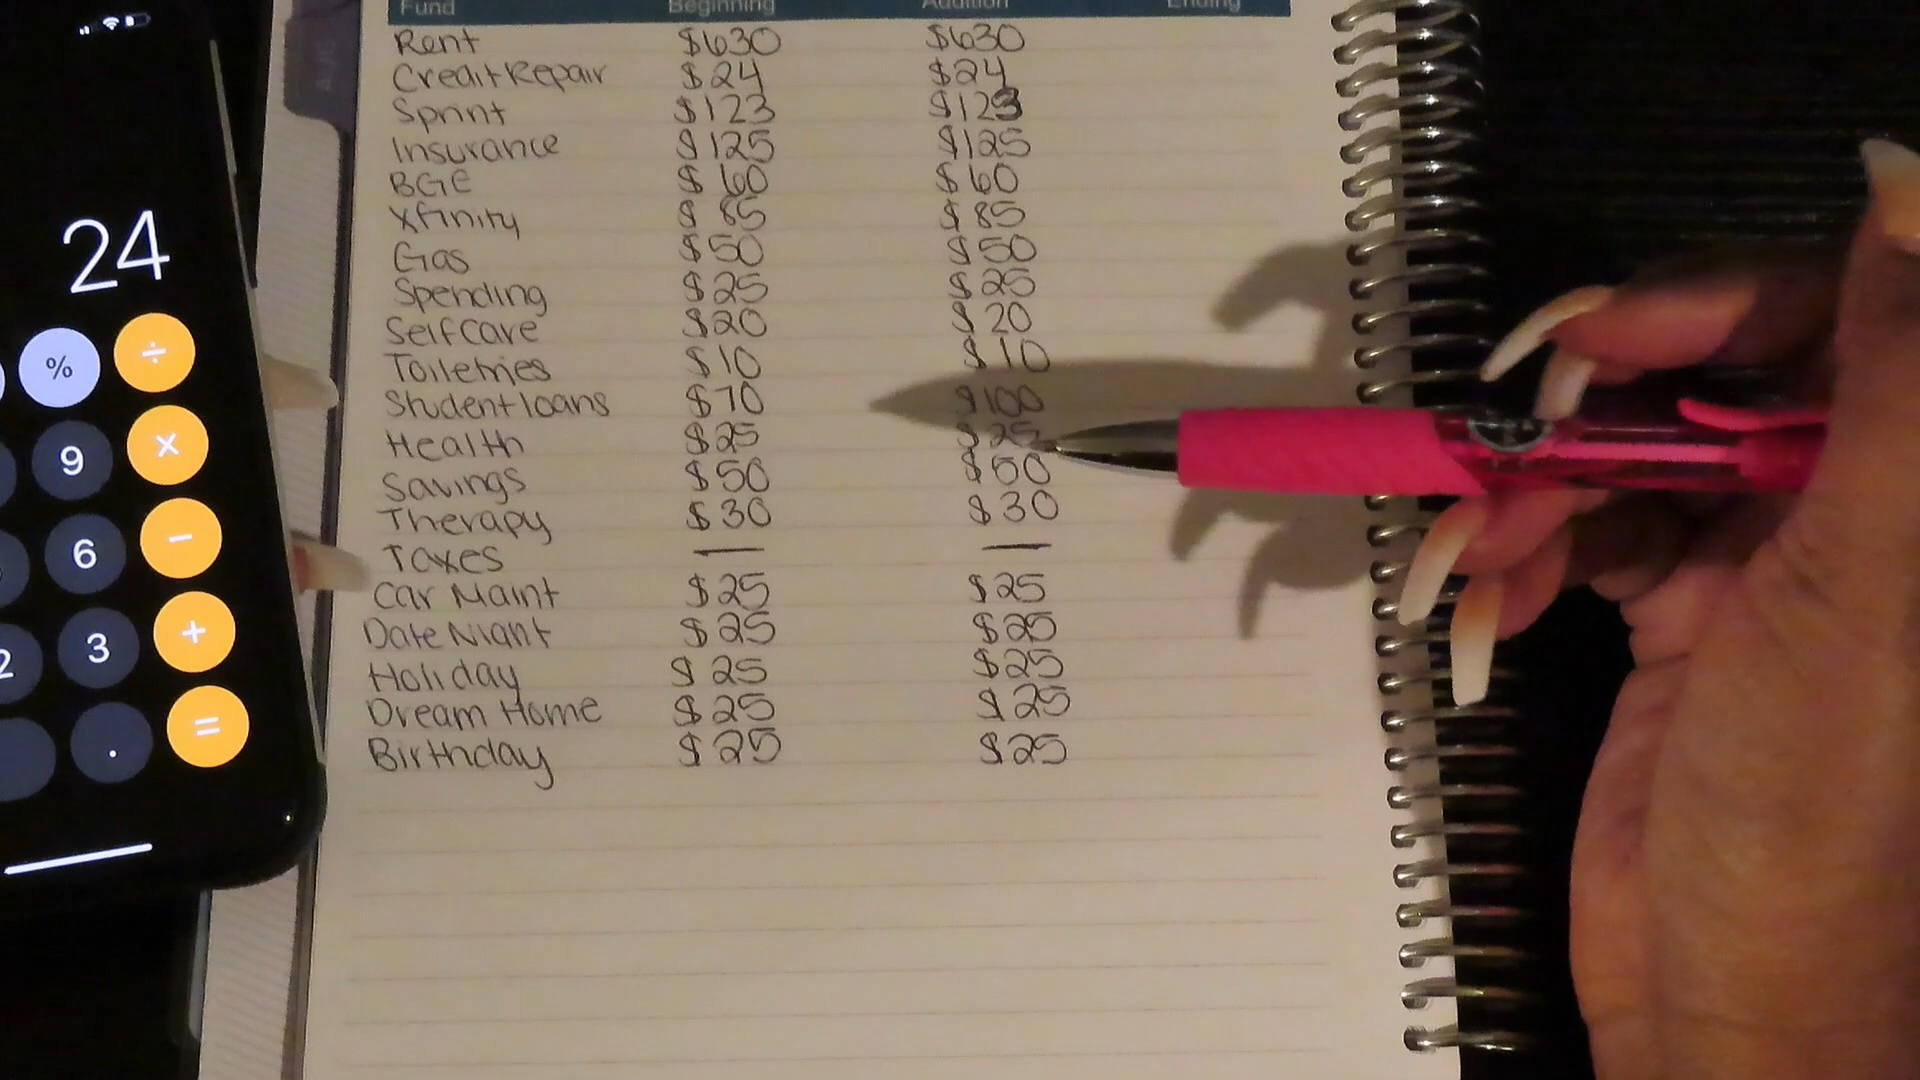 Fund Beginning Addition Ending
Rent $630 $630
Credit Repair $24 $24
Sprint $123 $123
Insurance $125 $125
BGE $60 $60
Xfinity $85 $85
Gas $50 $50
Spending $25 $25
Selfcare $20 $20
Toiletries $10 $10
Student loans $70 $100
Health $25 $25
Savings $50 $50
Therapy $30 $30
Taxes — —
Car Maint $25 $25
Date Night $25 $25
Holiday $25 $25
Dream Home $25 $25
Birthday $25 $25
24
% ÷
9 ×
6 −
2 3 +
. =